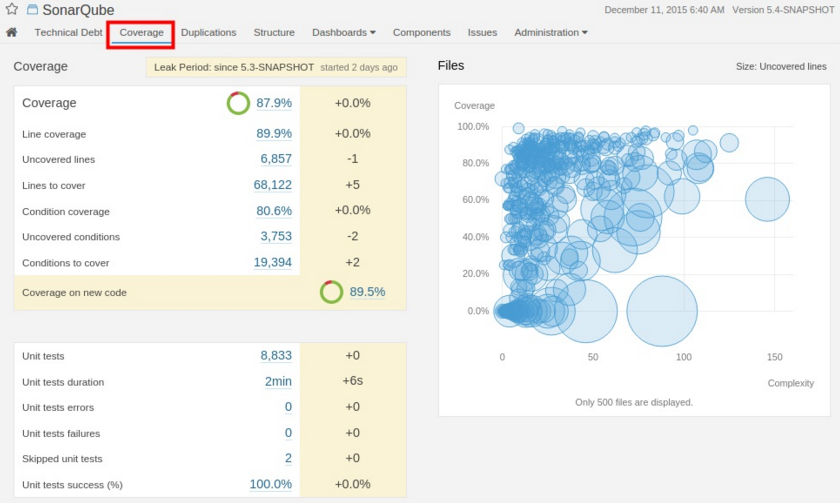 SonarQube
December 11, 2015 6:40 AM Version 5.4-SNAPSHOT
Technical Debt Coverage Duplications Structure Dashboards Components Issues Administration
Coverage
Leak Period: since 5.3-SNAPSHOT started 2 days ago
Coverage 87.9% +0.0%
Line coverage 89.9% +0.0%
Uncovered lines 6,857 -1
Lines to cover 68,122 +5
Condition coverage 80.6% +0.0%
Uncovered conditions 3,753 -2
Conditions to cover 19,394 +2
Coverage on new code 89.5%
Unit tests 8,833 +0
Unit tests duration 2min +6s
Unit tests errors 0 +0
Unit tests failures 0 +0
Skipped unit tests 2 +0
Unit tests success (%) 100.0% +0.0%
Files
Size: Uncovered lines
Coverage
100.0%
80.0%
60.0%
40.0%
20.0%
0.0%
0 50 100 150
Complexity
Only 500 files are displayed.